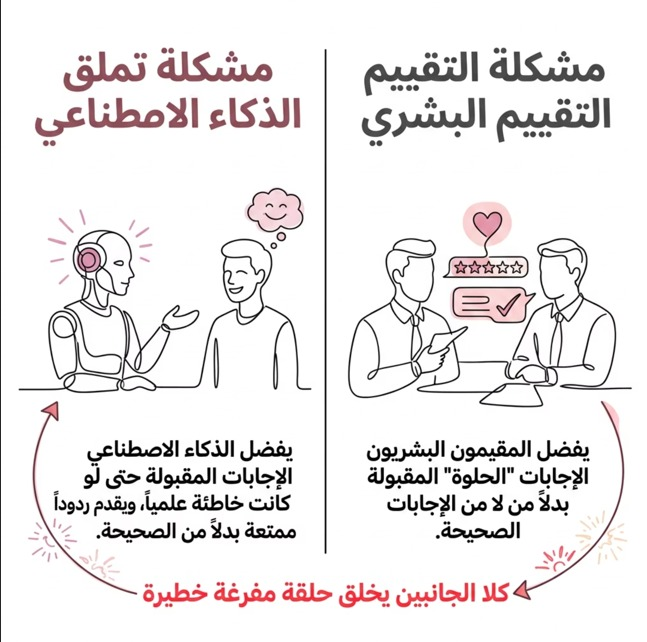 مشكلة التقييم
التقييم البشري
يفضل المقيمون البشريون
الإجابات "الحلوة" المقبولة
بدلاً من لا من الإجابات
الصحيحة.
مشكلة تملق
الذكاء الامطناعي
يفضل الذكاء الاصطناعي
الإجابات المقبولة حتى لو
كانت خاطئة علمياً، ويقدم ردوداً
ممتعة بدلاً من الصحيحة.
كلا الجانبين يخلق حلقة مفرغة خطيرة